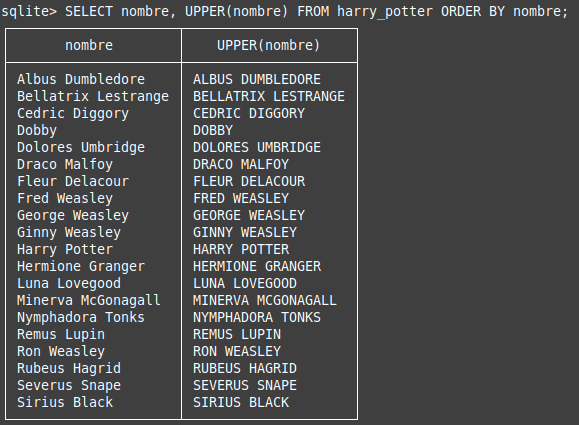 sqlite> SELECT nombre, UPPER(nombre) FROM harry_potter ORDER BY nombre;
nombre UPPER(nombre)
Albus Dumbledore ALBUS DUMBLEDORE
Bellatrix Lestrange BELLATRIX LESTRANGE
Cedric Diggory CEDRIC DIGGORY
Dobby DOBBY
Dolores Umbridge DOLORES UMBRIDGE
Draco Malfoy DRACO MALFOY
Fleur Delacour FLEUR DELACOUR
Fred Weasley FRED WEASLEY
George Weasley GEORGE WEASLEY
Ginny Weasley GINNY WEASLEY
Harry Potter HARRY POTTER
Hermione Granger HERMIONE GRANGER
Luna Lovegood LUNA LOVEGOOD
Minerva McGonagall MINERVA MCGONAGALL
Nymphadora Tonks NYMPHADORA TONKS
Remus Lupin REMUS LUPIN
Ron Weasley RON WEASLEY
Rubeus Hagrid RUBEUS HAGRID
Severus Snape SEVERUS SNAPE
Sirius Black SIRIUS BLACK